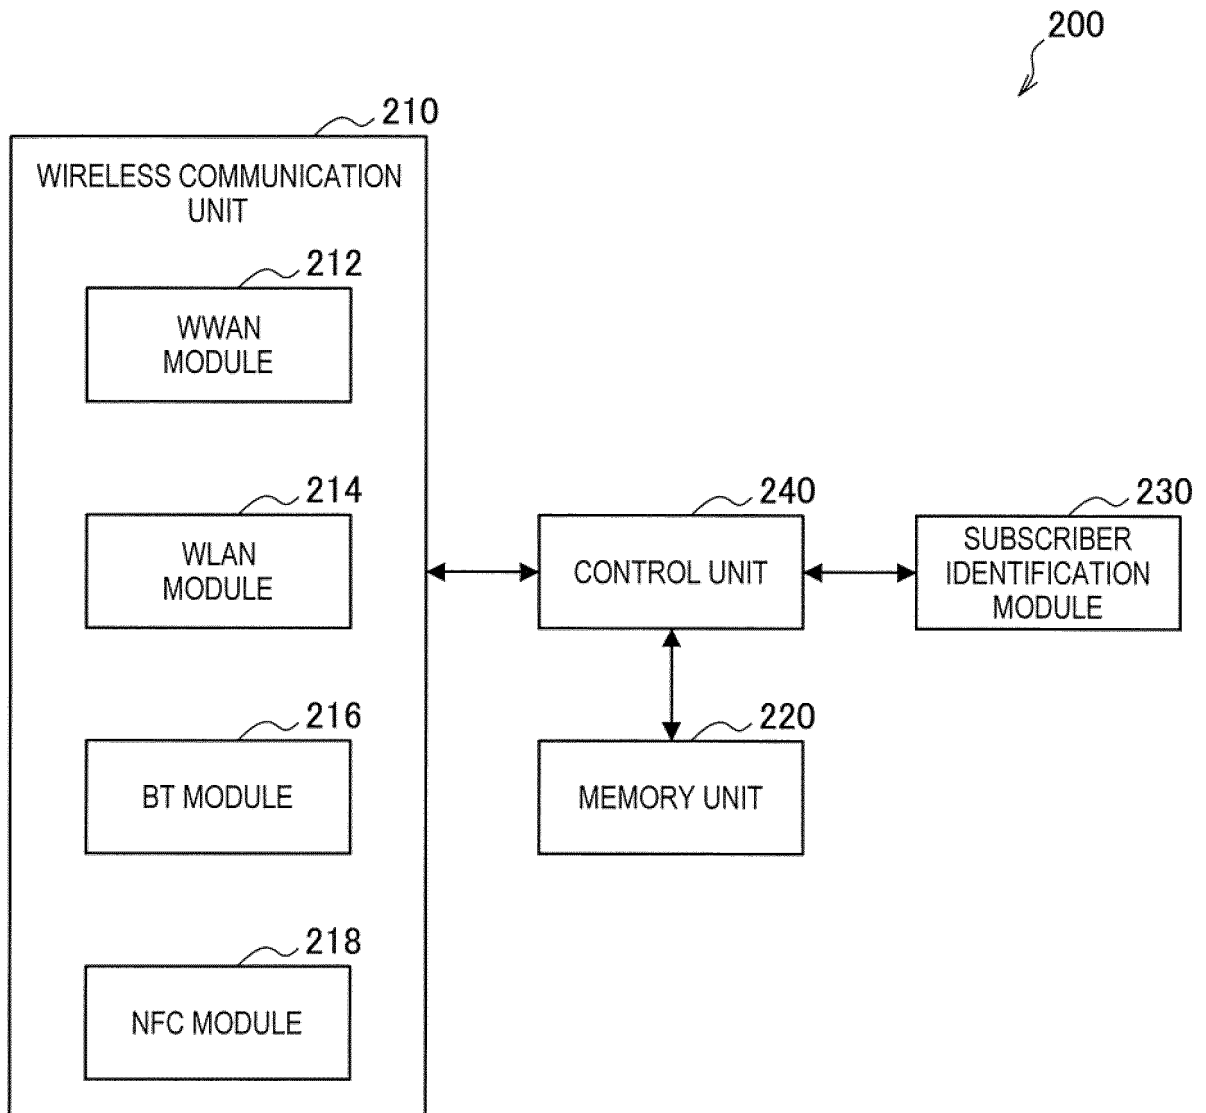 200
210
WIRELESS COMMUNICATION
UNIT
212
WWAN
MODULE
214
WLAN
MODULE
240
CONTROL UNIT
230
SUBSCRIBER
IDENTIFICATION
MODULE
216
BT MODULE
220
MEMORY UNIT
218
NFC MODULE